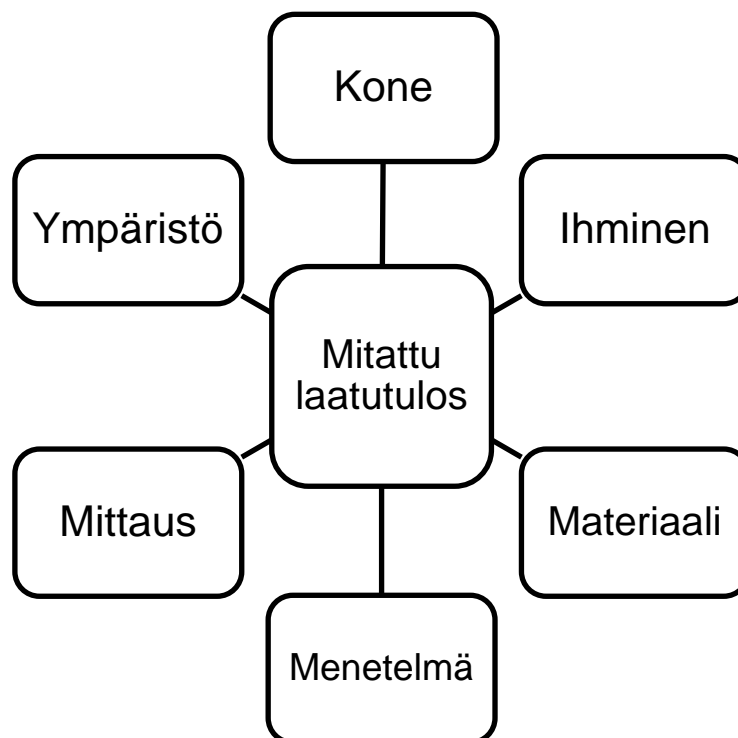 Kone
Ympäristö
Ihminen
Mitattu
laatutulos
Mittaus
Materiaali
Menetelmä